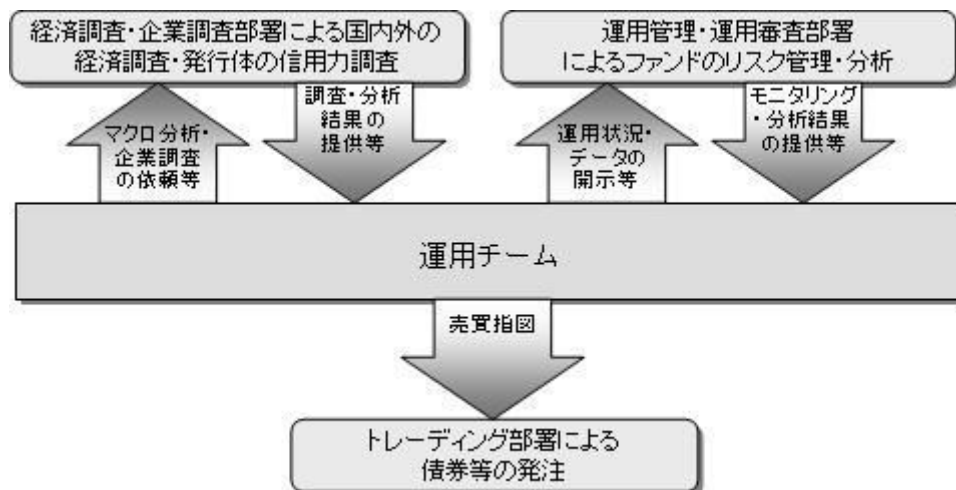 経済調査・企業調査部署による国内外の
経済調査・発行体の信用力調査
運用管理・運用審査部署
によるファンドのリスク管理・分析
マクロ分析・
企業調査
の依頼等
調査・分析
結果の
提供等
運用状況・
データの
開示等
モニタリング
・分析結果
の提供等
運用チーム
売買指図
トレーディング部署による
債券等の発注